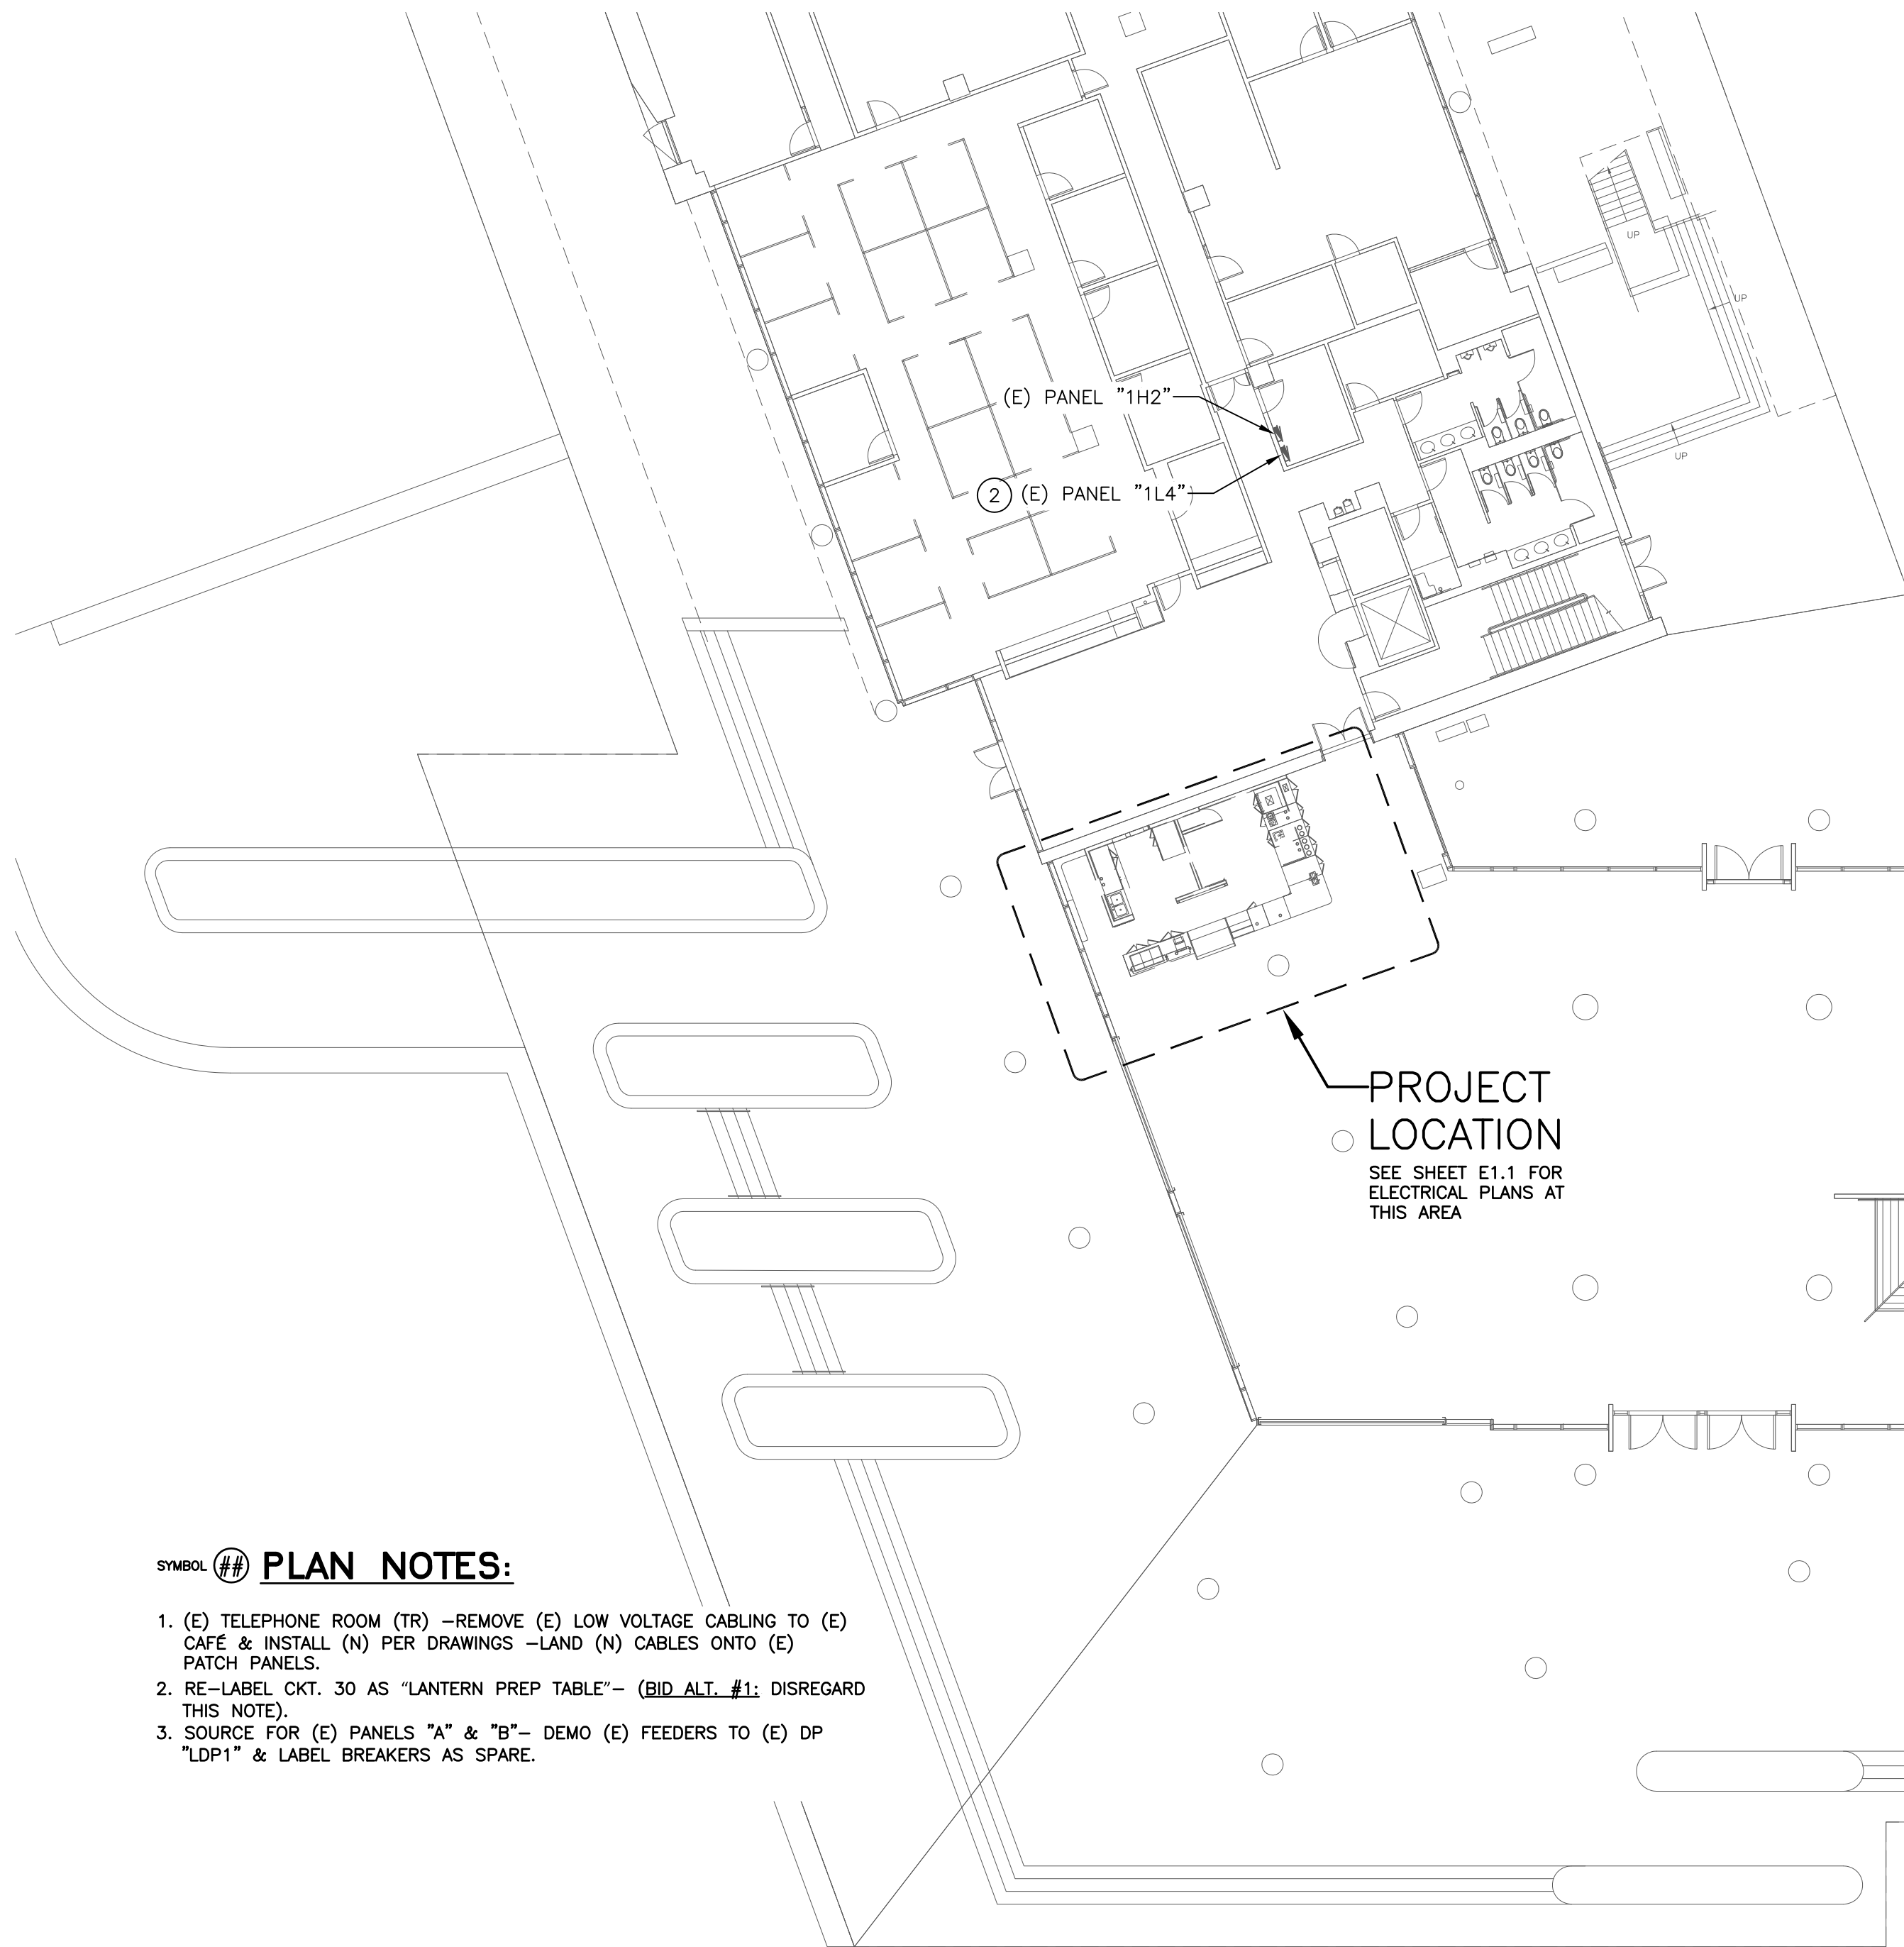 UP
UP
UP
(E) PANEL "1H2"
2 (E) PANEL "1L4"
PROJECT
LOCATION
SEE SHEET E1.1 FOR
ELECTRICAL PLANS AT
THIS AREA
SYMBOL ## PLAN NOTES:
1. (E) TELEPHONE ROOM (TR) –REMOVE (E) LOW VOLTAGE CABLING TO (E)
CAFÉ & INSTALL (N) PER DRAWINGS –LAND (N) CABLES ONTO (E)
PATCH PANELS.
2. RE–LABEL CKT. 30 AS “LANTERN PREP TABLE”– (BID ALT. #1: DISREGARD
THIS NOTE).
3. SOURCE FOR (E) PANELS "A" & "B"– DEMO (E) FEEDERS TO (E) DP
"LDP1" & LABEL BREAKERS AS SPARE.